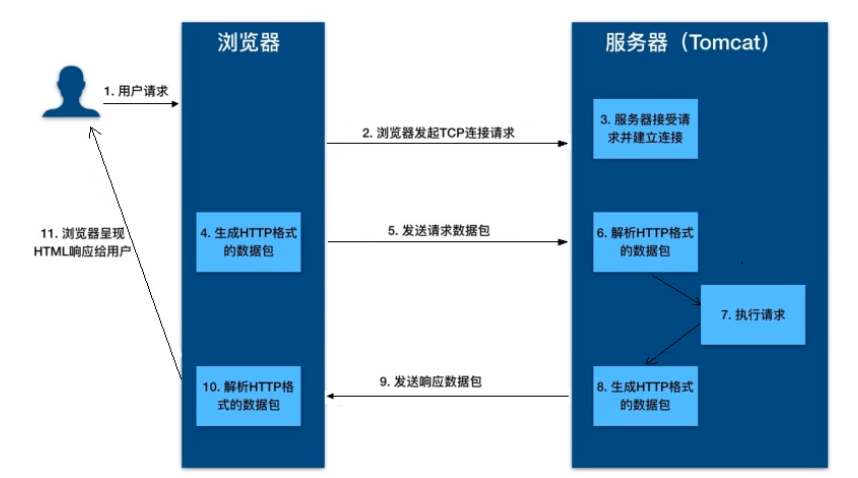 浏览器
服务器（Tomcat）
1. 用户请求
2. 浏览器发起TCP连接请求
3. 服务器接受请
求并建立连接
4. 生成HTTP格式
的数据包
5. 发送请求数据包
6. 解析HTTP格式
的数据包
7. 执行请求
8. 生成HTTP格式
的数据包
9. 发送响应数据包
10. 解析HTTP格
式的数据包
11. 浏览器呈现
HTML响应给用户